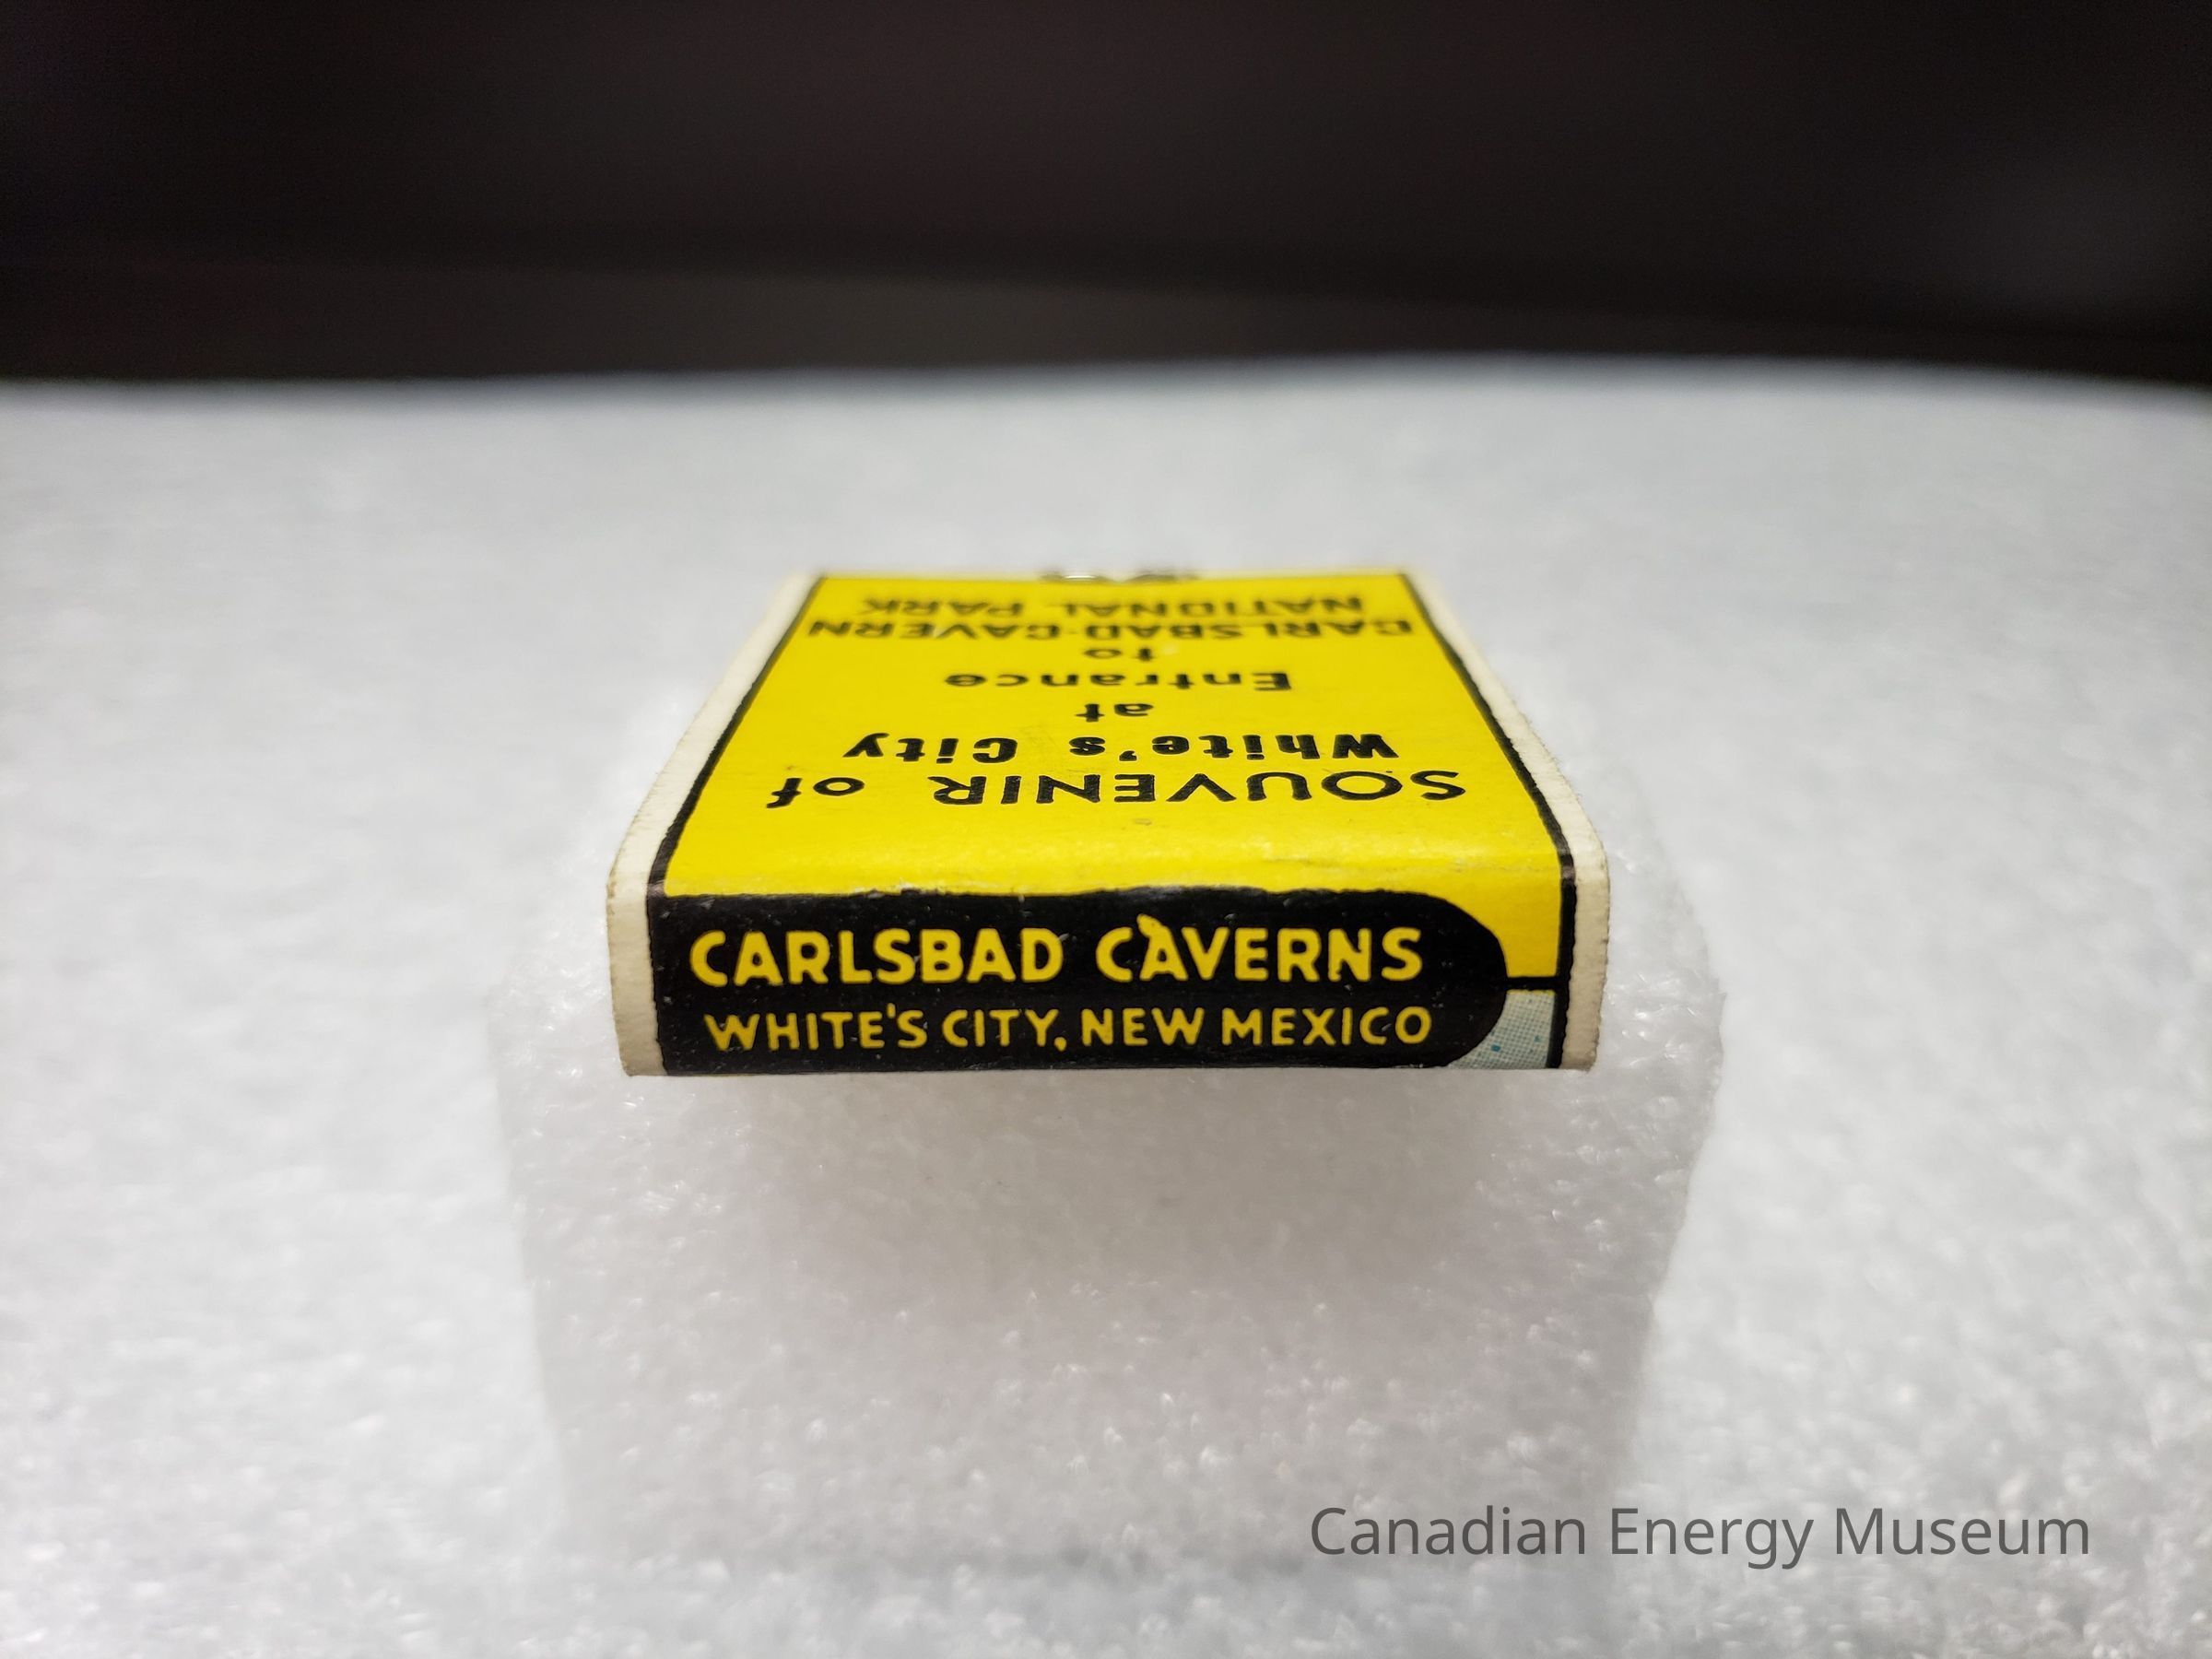 SOUVENIR of
White's City
at
Entrance
to
CARLSBAD CAVERN
NATIONAL PARK
CARLSBAD CAVERNS
WHITE'S CITY, NEW MEXICO
Canadian Energy Museum